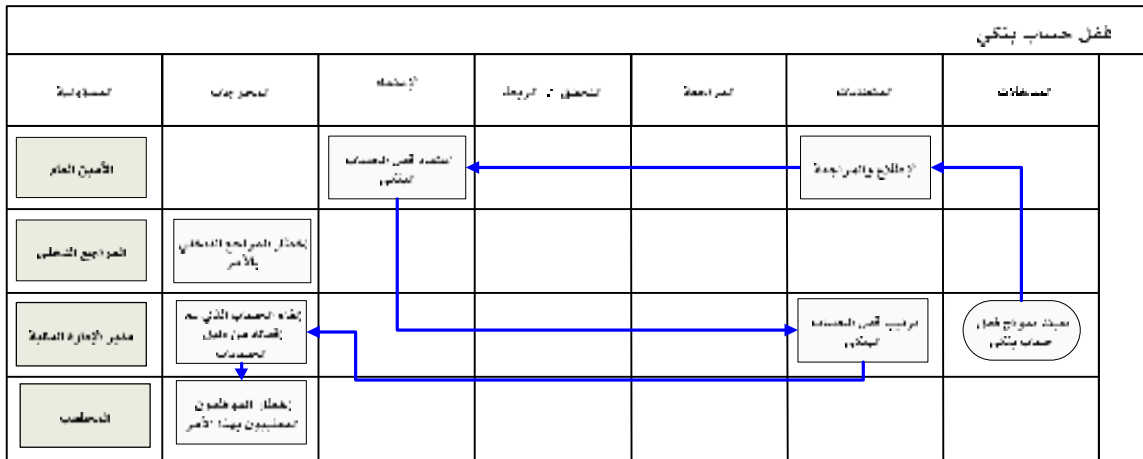 قفل حساب بنكي
المدخلات
المتطلبات
المراجعة
التحقق / الربط
الإعتماد
المخرجات
المسؤولية
الأمين العام
الإطلاع والمراجعة
اعتماد قفل الحساب
البنكي
المراجع الداخلي
إخطار المراجع الداخلي
بالأمر
مدير الإدارة المالية
تعبئة نموذج قفل
حساب بنكي
ترتيب قفل الحساب
البنكي
إلغاء الحساب الذي تم
إقفاله من دليل
الحسابات
المحاسب
إخطار الموظفون
المعنييون بهذا الأمر